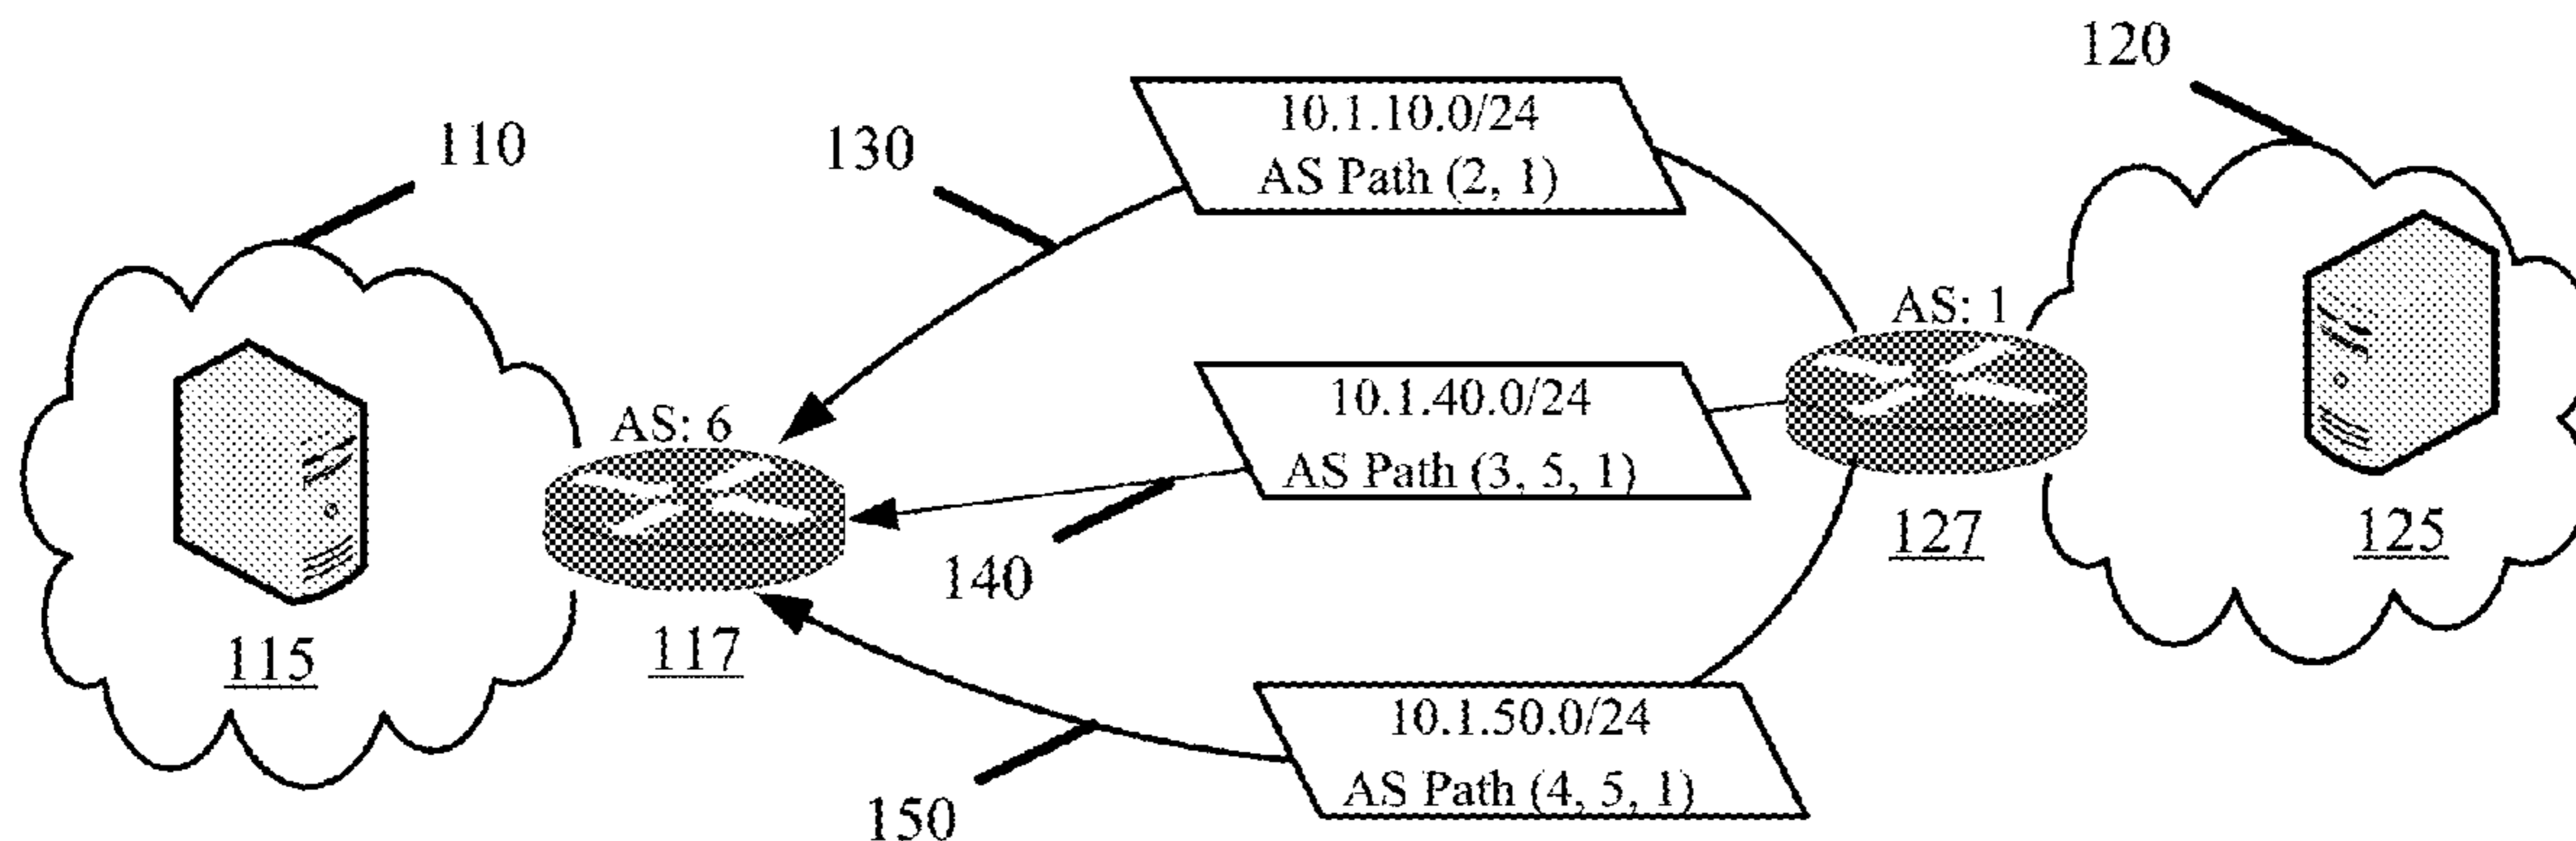 120
10.1.10.0/24
AS Path (2, 1)
110
130
AS: 1
10.1.40.0/24
AS Path (3, 5, 1)
AS: 6
127
125
140
115
117
10.1.50.0/24
AS Path (4, 5, 1)
150